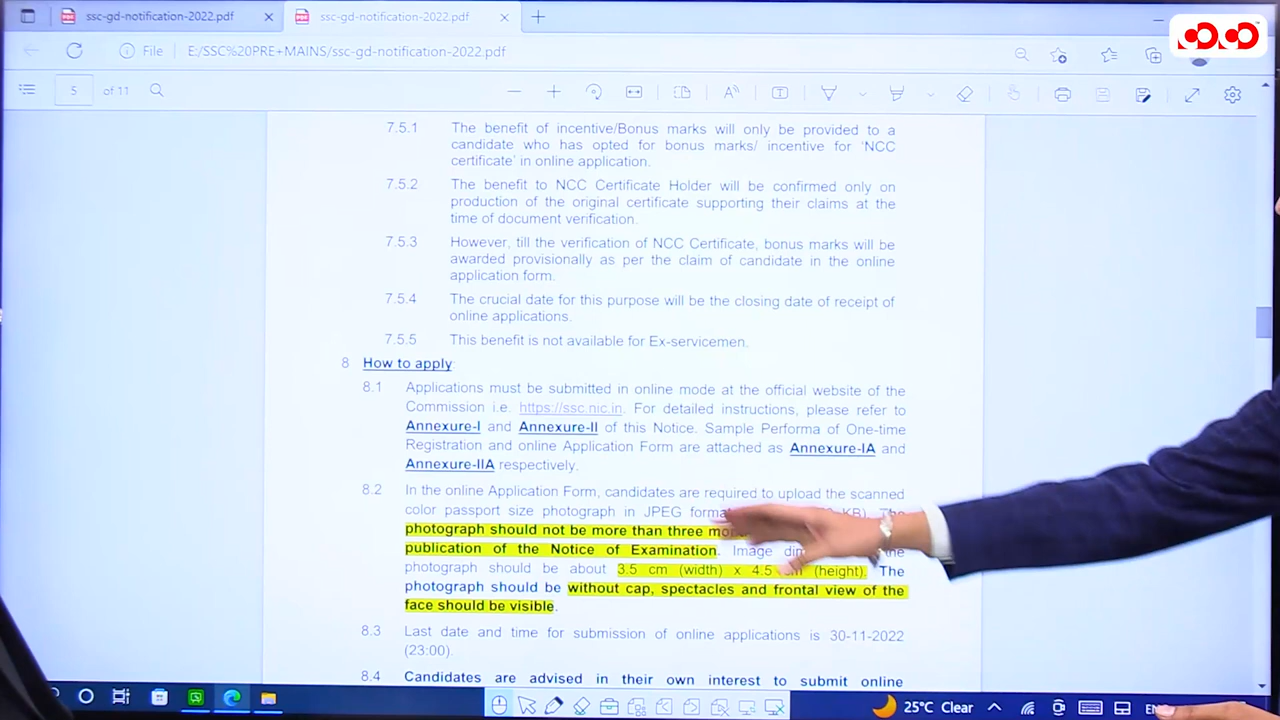 ssc-gd-notification-2022.pdf
ssc-gd-notification-2022.pdf
File E:/SSC%20PRE+MAINS/ssc-gd-notification-2022.pdf
5 of 11
7.5.1 The benefit of incentive/Bonus marks will only be provided to a
candidate who has opted for bonus marks/ incentive for 'NCC
certificate' in online application.
7.5.2 The benefit to NCC Certificate Holder will be confirmed only on
production of the original certificate supporting their claims at the
time of document verification.
7.5.3 However, till the verification of NCC Certificate, bonus marks will be
awarded provisionally as per the claim of candidate in the online
application form.
7.5.4 The crucial date for this purpose will be the closing date of receipt of
online applications.
7.5.5 This benefit is not available for Ex-servicemen.
8 How to apply:
8.1 Applications must be submitted in online mode at the official website of the
Commission i.e. https://ssc.nic.in. For detailed instructions, please refer to
Annexure-I and Annexure-II of this Notice. Sample Performa of One-time
Registration and online Application Form are attached as Annexure-IA and
Annexure-IIA respectively.
8.2 In the online Application Form, candidates are required to upload the scanned
color passport size photograph in JPEG KB). The
photograph should not be more than three
publication of the Notice of Examination. Image the
photograph should be about 3.5 cm (width) x 4.5 (height). The
photograph should be without cap, spectacles and frontal view of the
face should be visible.
8.3 Last date and time for submission of online applications is 30-11-2022
(23:00).
8.4 Candidates are advised in their own interest to submit online
25°C Clear